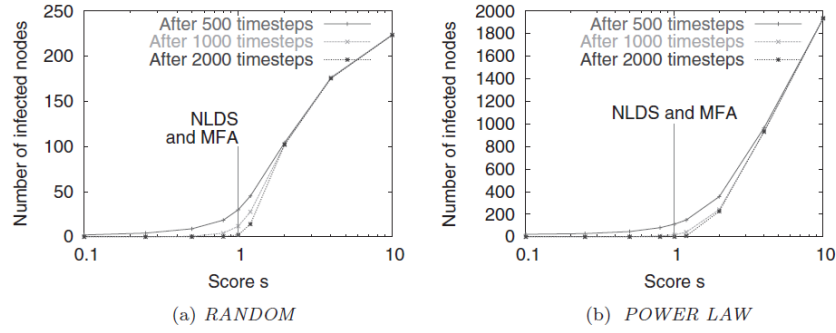 After 500 timesteps
After 1000 timesteps
After 2000 timesteps
NLDS
and MFA
Number of infected nodes
250
200
150
100
50
0
0.1
1
10
Score s
(a) RANDOM
After 500 timesteps
After 1000 timesteps
After 2000 timesteps
NLDS and MFA
Number of infected nodes
2000
1800
1600
1400
1200
1000
800
600
400
200
0
0.1
1
10
Score s
(b) POWER LAW